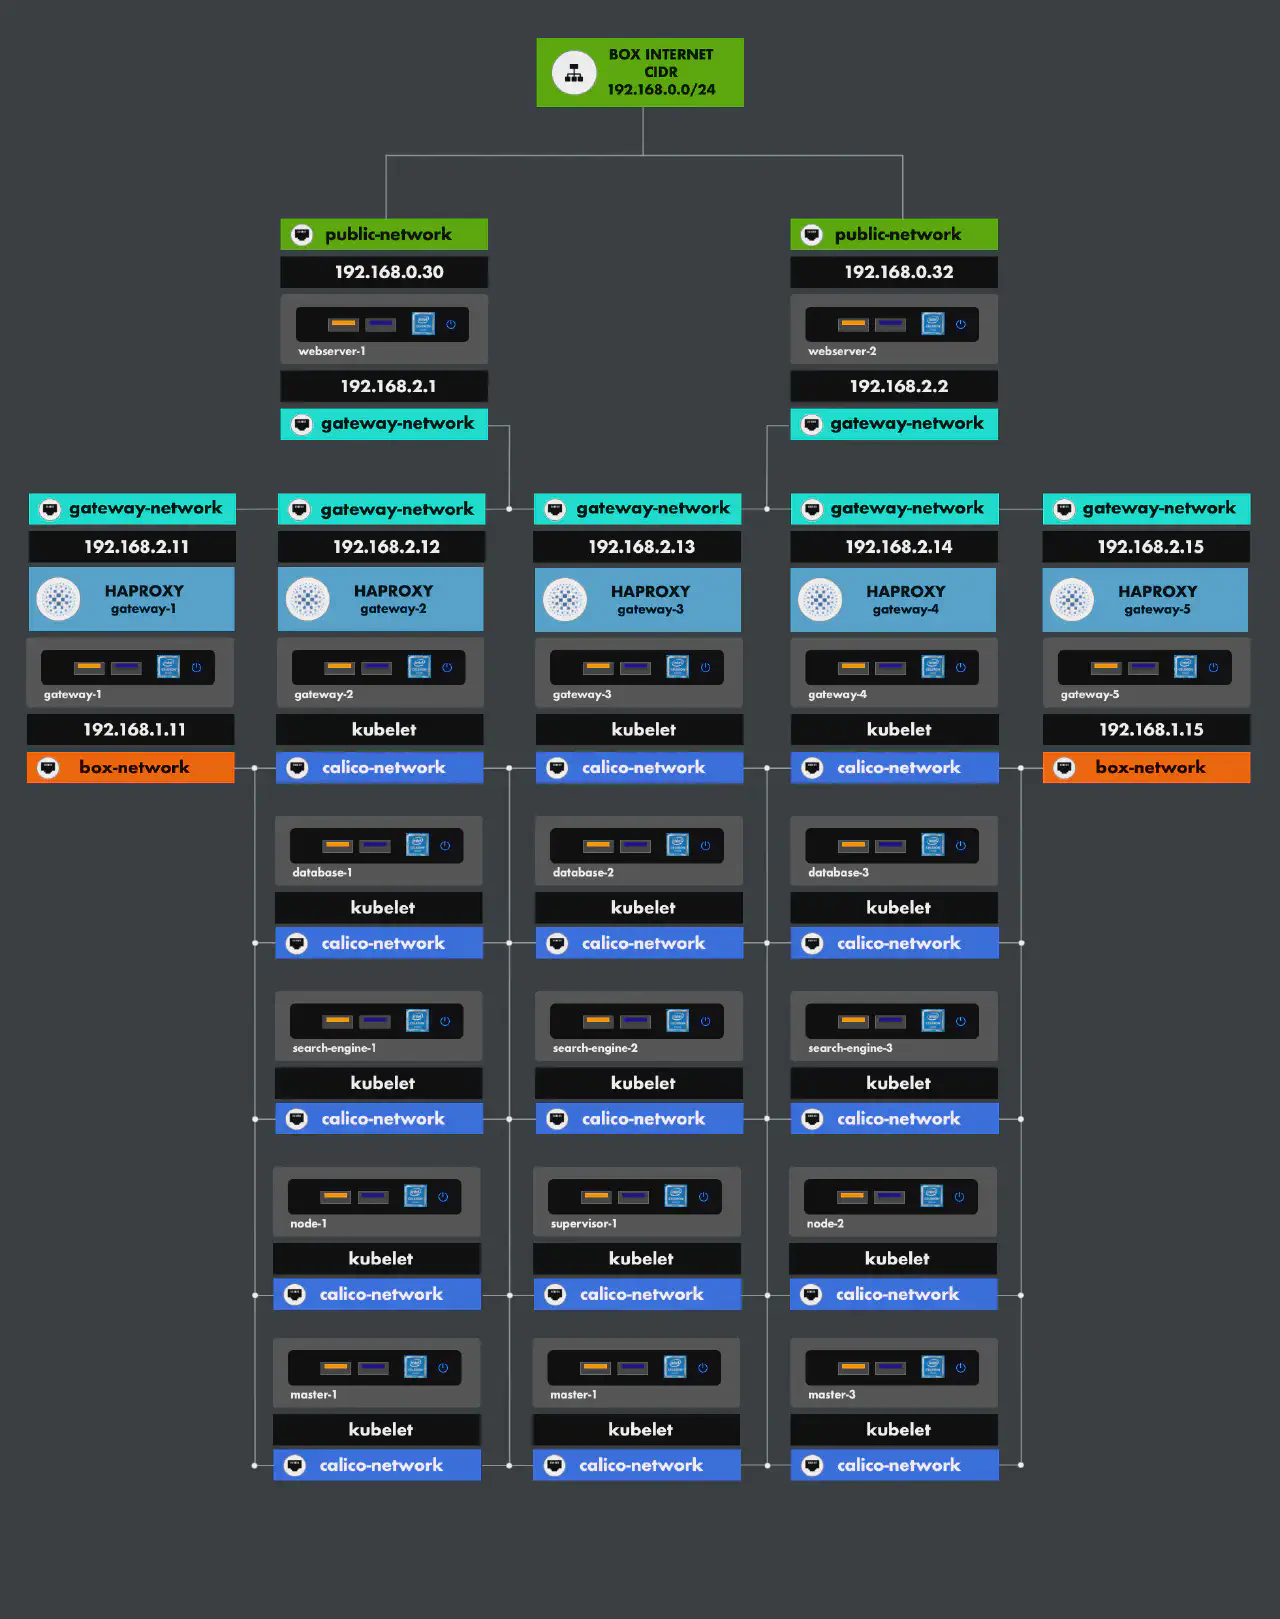 BOX INTERNET
CIDR
192.168.0.0/24
public-network
192.168.0.30
webserver-1
192.168.2.1
gateway-network
public-network
192.168.0.32
webserver-2
192.168.2.2
gateway-network
gateway-network
192.168.2.11
HAPROXY
gateway-1
gateway-1
192.168.1.11
box-network
gateway-network
192.168.2.12
HAPROXY
gateway-2
gateway-2
kubelet
calico-network
gateway-network
192.168.2.13
HAPROXY
gateway-3
gateway-3
kubelet
calico-network
gateway-network
192.168.2.14
HAPROXY
gateway-4
gateway-4
kubelet
calico-network
gateway-network
192.168.2.15
HAPROXY
gateway-5
gateway-5
192.168.1.15
box-network
database-1
kubelet
calico-network
database-2
kubelet
calico-network
database-3
kubelet
calico-network
search-engine-1
kubelet
calico-network
search-engine-2
kubelet
calico-network
search-engine-3
kubelet
calico-network
node-1
kubelet
calico-network
supervisor-1
kubelet
calico-network
node-2
kubelet
calico-network
master-1
kubelet
calico-network
master-1
kubelet
calico-network
master-3
kubelet
calico-network